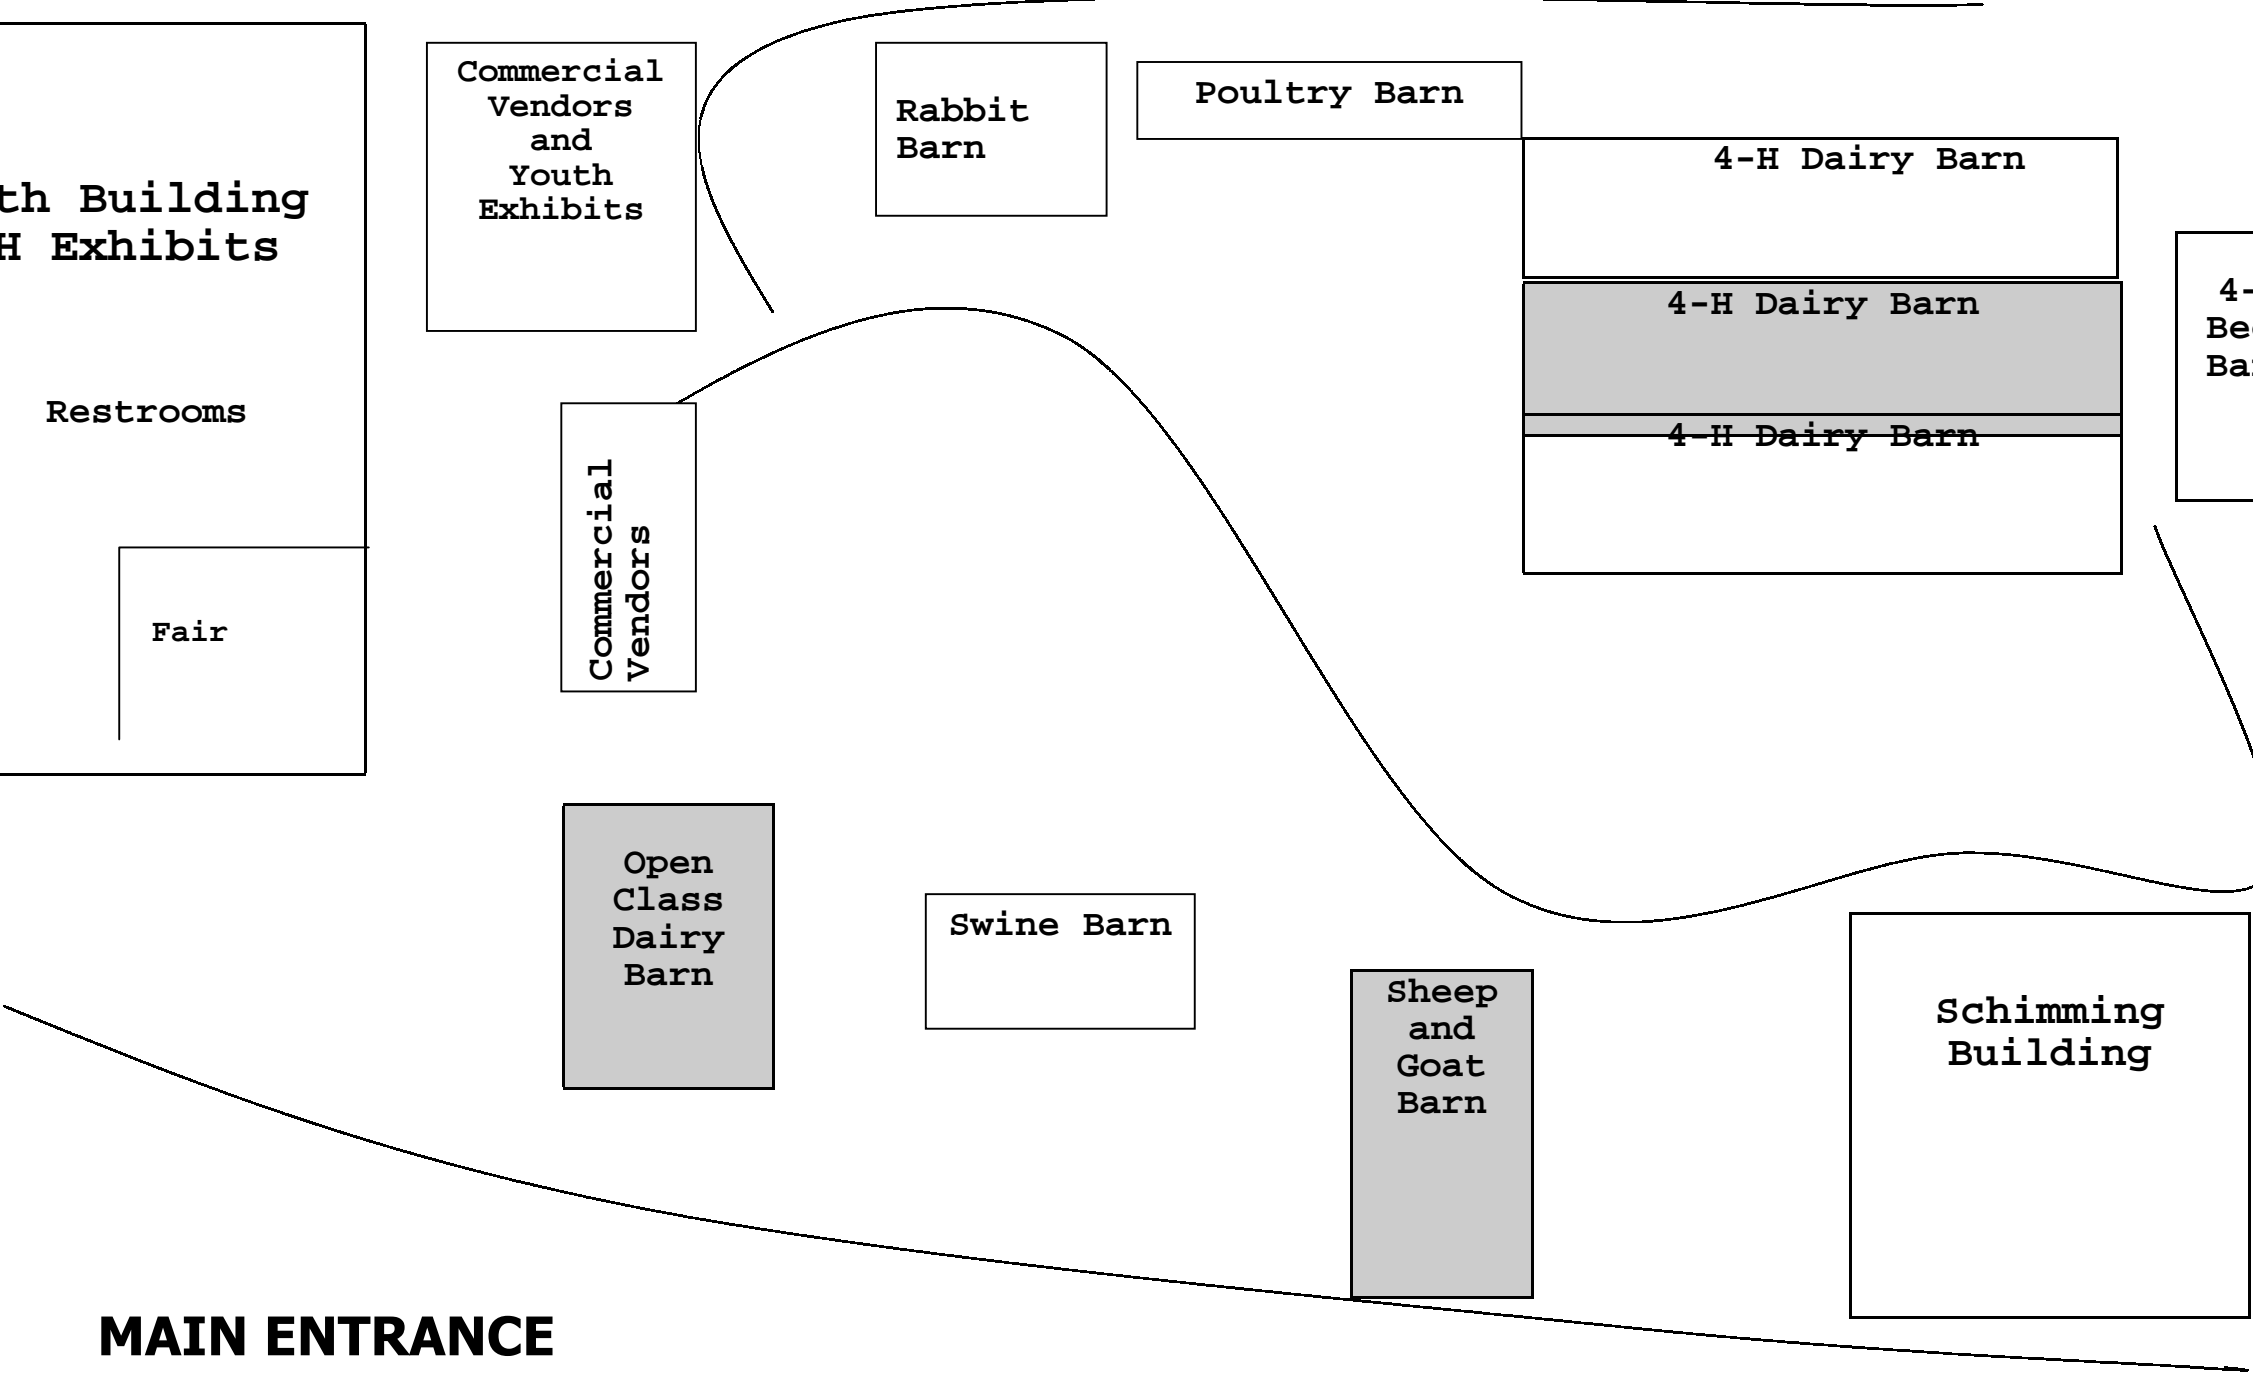 Commercial
Vendors
and
Youth
Exhibits
Rabbit
Barn
Poultry Barn
4-H Dairy Barn
th Building
H Exhibits
4-H Dairy Barn
4-
Restrooms
4-H Dairy Barn
Commercial
Vendors
Fair
Open
Class
Dairy
Barn
Swine Barn
Sheep
and
Goat
Barn
Schimming
Building
MAIN ENTRANCE